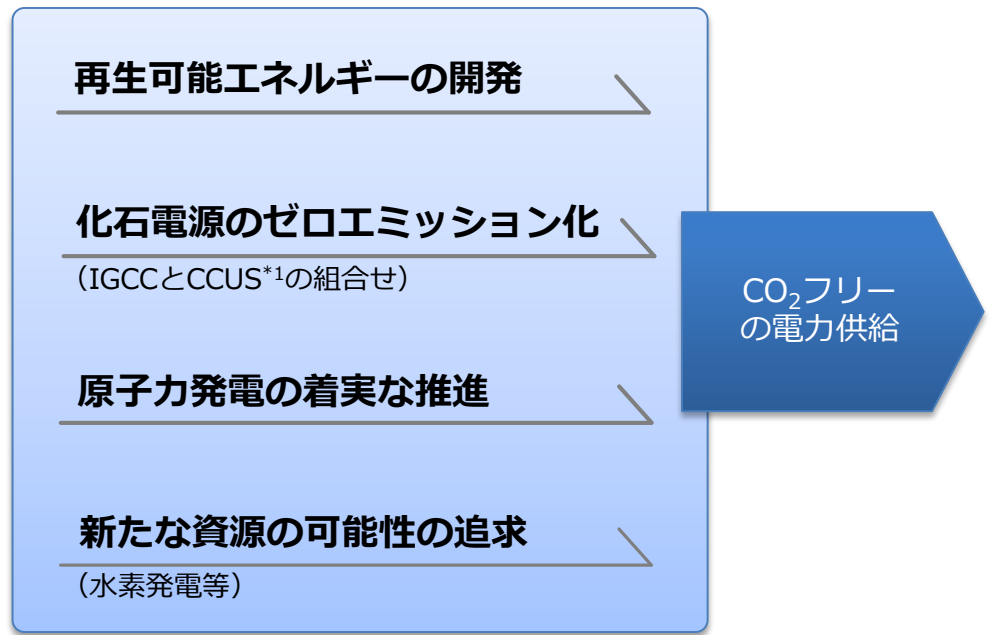 再生可能エネルギーの開発
化石電源のゼロエミッション化
（IGCCとCCUS*1の組合せ）
原子力発電の着実な推進
新たな資源の可能性の追求
（水素発電等）
CO₂フリー
の電力供給